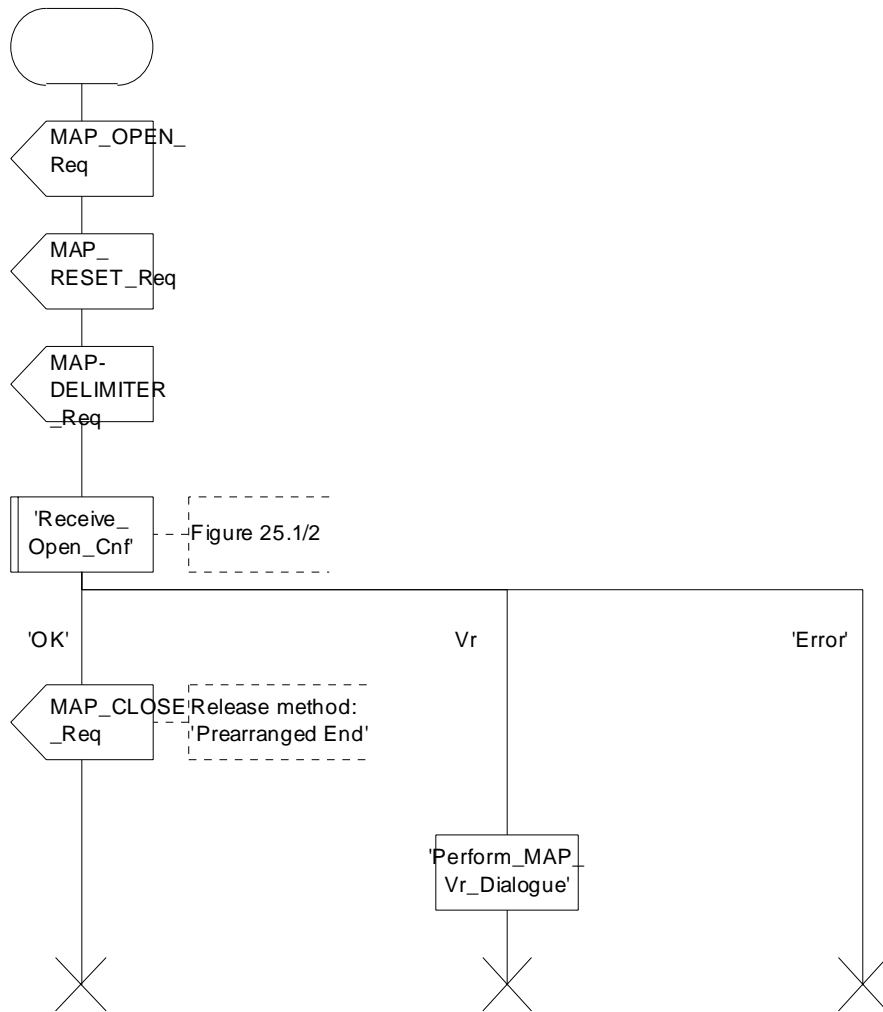 MAP_OPEN_
Req
MAP_
RESET_Req
MAP-
DELIMITER
_Req
'Receive_
Open_Cnf'
Figure 25.1/2
'OK'
Vr
'Error'
MAP_CLOSE
_Req
Release method:
'Prearranged End'
'Perform_MAP_
Vr_Dialogue'